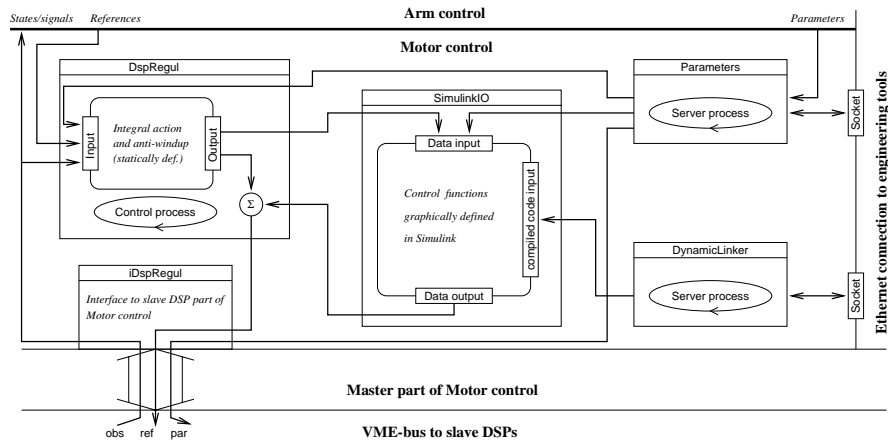 States/signals
References
Arm control
Parameters
Motor control
DspRegul
Parameters
SimulinkIO
Input
Integral action
and anti-windup
(statically def.)
Output
Server process
Socket
Data input
Control process
Σ
Control functions
graphically defined
in Simulink
compiled code input
Ethernet connection to engineering tools
iDspRegul
Interface to slave DSP part of
Motor control
Data output
DynamicLinker
Server process
Socket
Master part of Motor control
obs
ref
par
VME-bus to slave DSPs